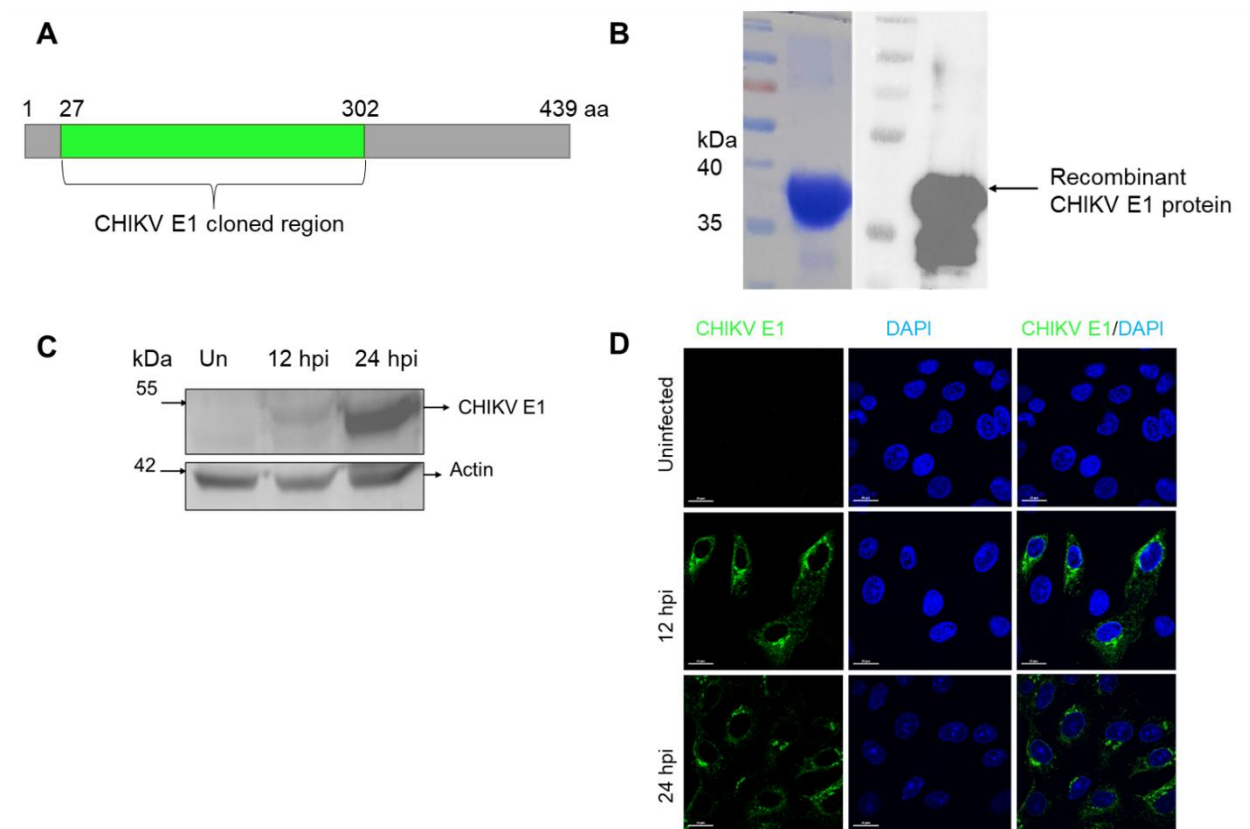 A
1 27 302 439 aa
CHIKV E1 cloned region
B
kDa
40
35
Recombinant
CHIKV E1 protein
C
kDa Un 12 hpi 24 hpi
55
CHIKV E1
42
Actin
D
CHIKV E1 DAPI CHIKV E1/DAPI
Uninfected
12 hpi
24 hpi